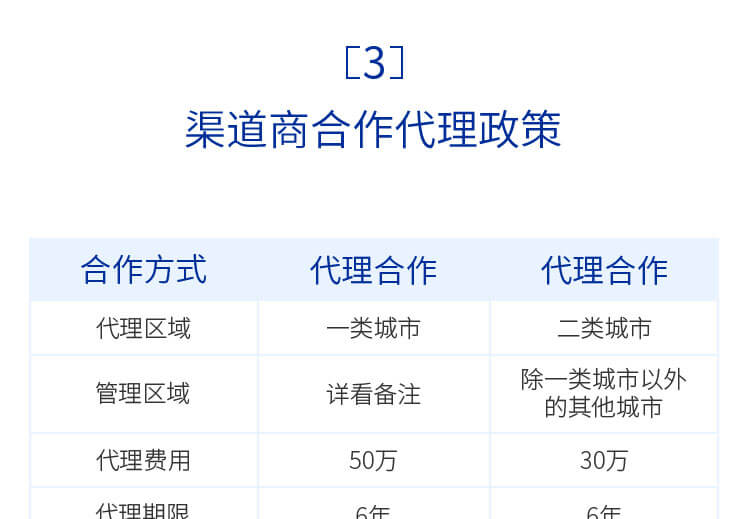 [3]
渠道商合作代理政策
合作方式 代理合作 代理合作
代理区域 一类城市 二类城市
管理区域 详看备注 除一类城市以外
的其他城市
代理费用 50万 30万
代理期限 6年 6年